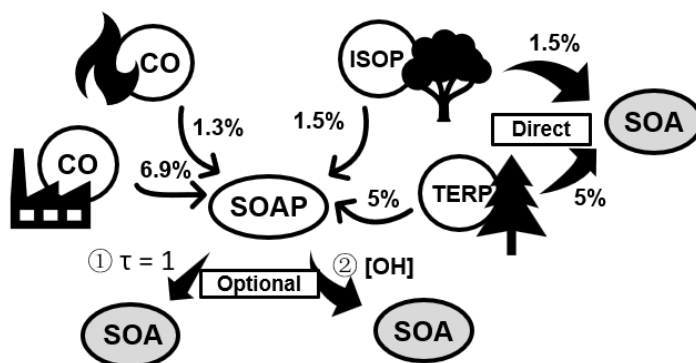 CO
ISOP
1.5%
1.3%
1.5%
Direct
SOA
CO
6.9%
SOAP
5%
TERP
5%
① τ = 1
Optional
② [OH]
SOA
SOA